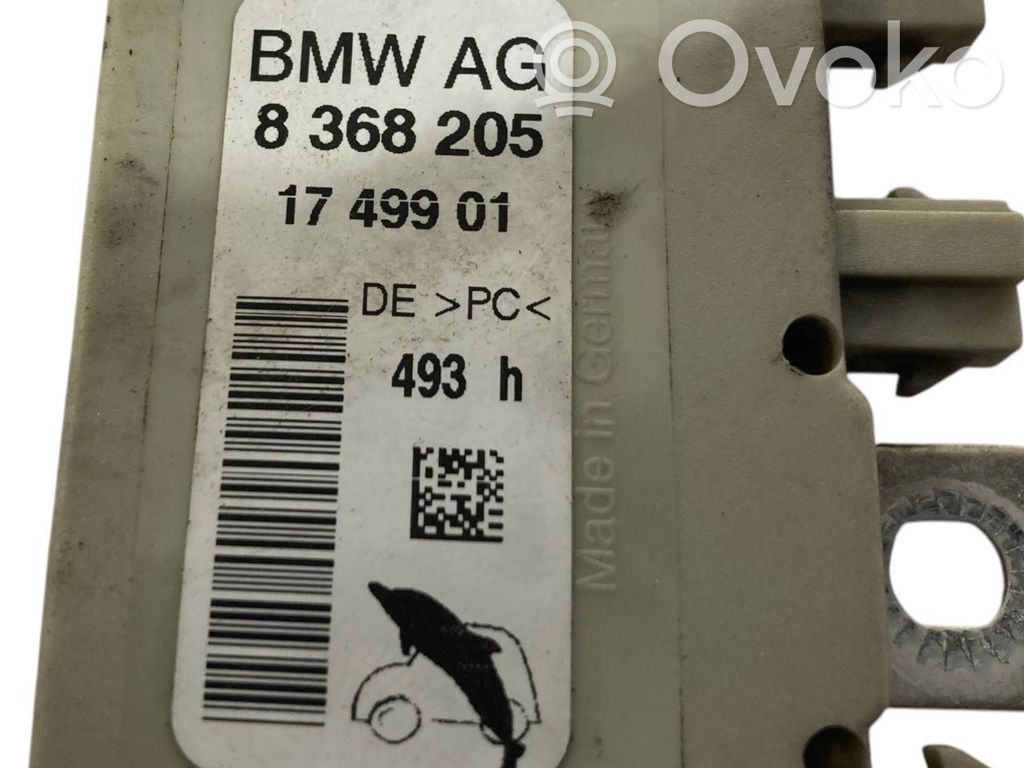 BMW AG
8 368 205
17 499 01
DE >PC<
493 h
Made in Germany
Ovoko